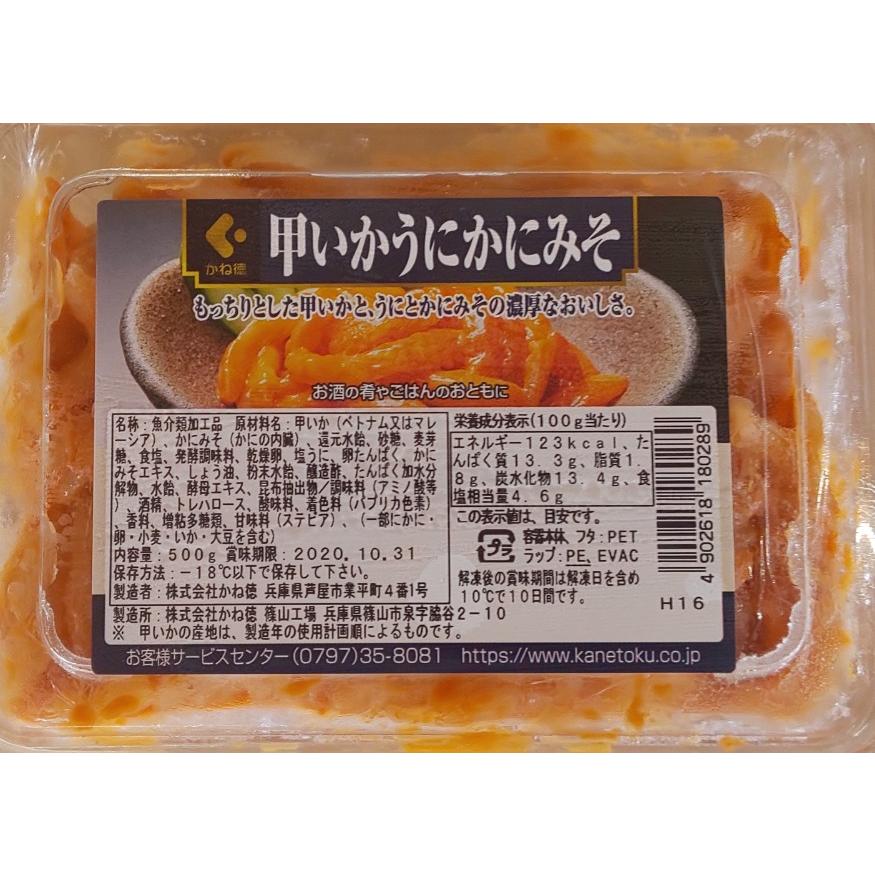 かね徳
甲いかうにかにみそ
もっちりとした甲いかと、うにとかにみその濃厚なおいしさ。
お酒の肴やごはんのおともに
名称：魚介類加工品　原材料名：甲いか（ベトナム又はマレ
ーシア）、かにみそ（かにの内臓）、還元水飴、砂糖、麦芽
糖、食塩、発酵調味料、乾燥卵、塩うに、卵たんぱく、かに
みそエキス、しょう油、粉末水飴、醸造酢、たんぱく加水分
解物、水飴、酵母エキス、昆布抽出物／調味料（アミノ酸等
）、酒精、トレハロース、酸味料、着色料（パプリカ色素）
、香料、増粘多糖類、甘味料（ステビア）、（一部にかに・
卵・小麦・いか・大豆を含む）
内容量：500g 賞味期限：2020.10.31
保存方法：－18℃以下で保存して下さい。
製造者：株式会社かね徳 兵庫県芦屋市業平町４番1号
製造所：株式会社かね徳 篠山工場 兵庫県篠山市泉字脇谷２－10
※ 甲いかの産地は、製造年の使用計画順によるものです。
栄養成分表示(100g当たり)
エネルギー123kcal、た
んぱく質13.3g、脂質1.
8g、炭水化物13.4g、食
塩相当量4.6g
この表示値は、目安です。
プラ
容器本体、フタ：PET
ラップ：PE、EVAC
解凍後の賞味期間は解凍日を含め
10℃で10日間です。
4 902618 180289
H16
お客様サービスセンター(0797)35-8081 https://www.kanetoku.co.jp